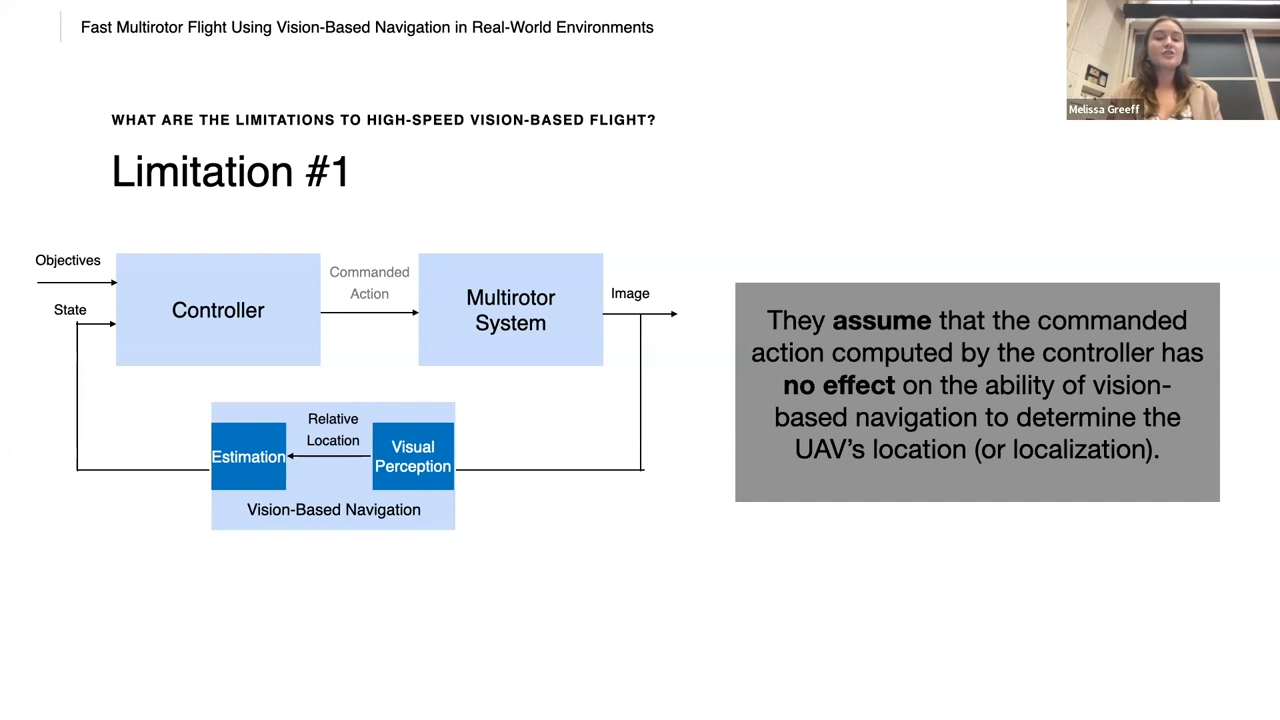 Fast Multirotor Flight Using Vision-Based Navigation in Real-World Environments
Melissa Greeff
WHAT ARE THE LIMITATIONS TO HIGH-SPEED VISION-BASED FLIGHT?
Limitation #1
Objectives
State
Controller
Commanded
Action
Multirotor
System
Image
Relative
Location
Estimation
Visual
Perception
Vision-Based Navigation
They assume that the commanded
action computed by the controller has
no effect on the ability of vision-
based navigation to determine the
UAV's location (or localization).